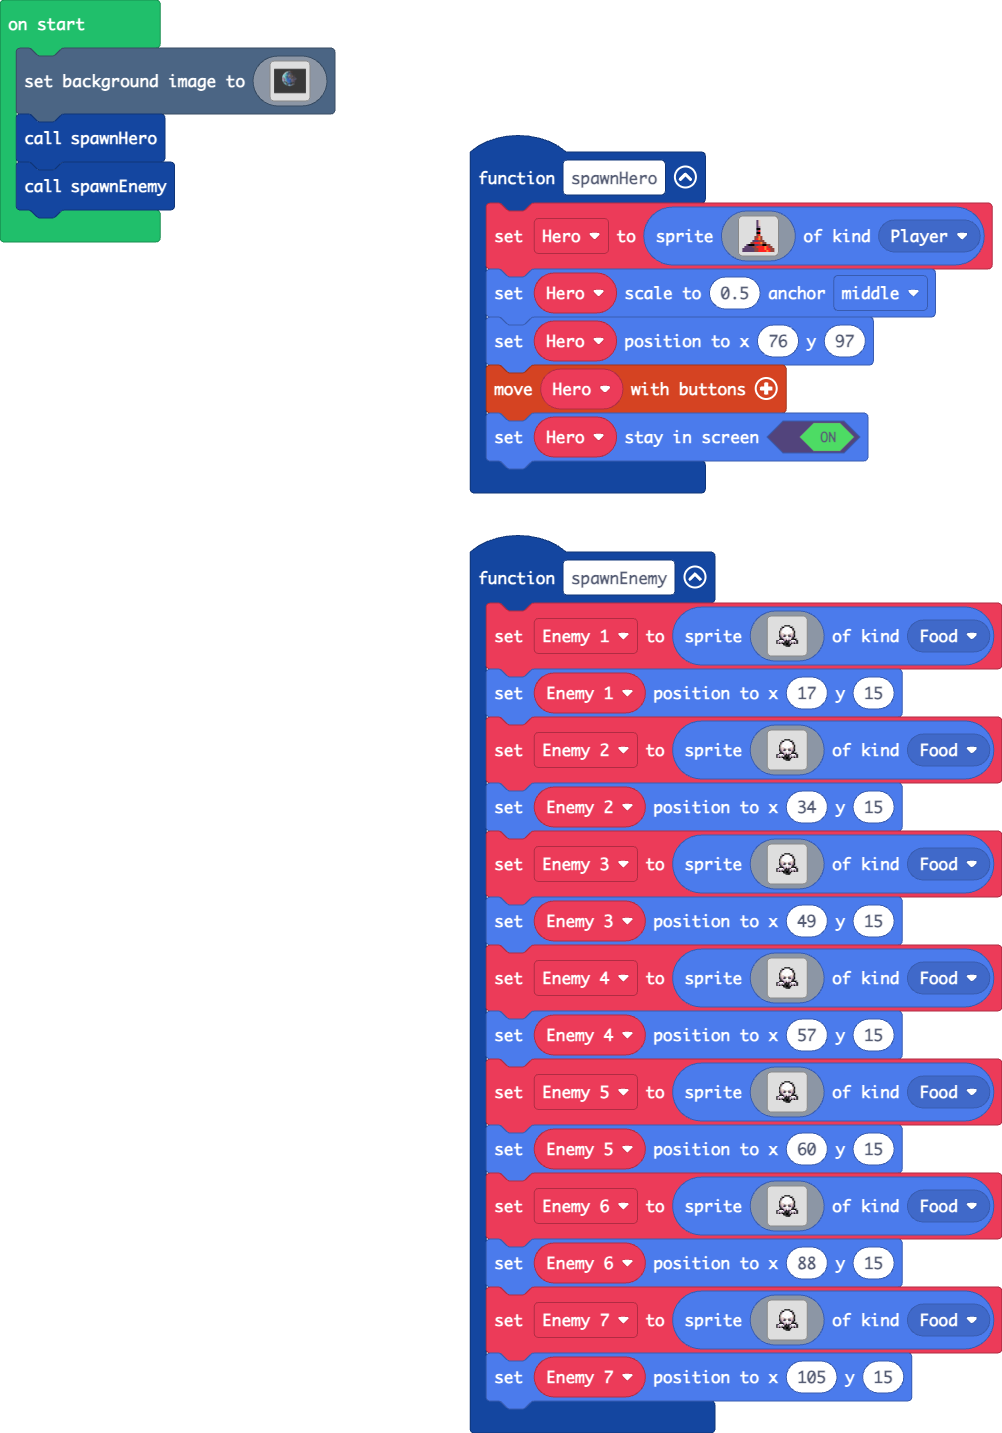 on start
set background image to
call spawnHero
call spawnEnemy
function spawnHero
set Hero to sprite of kind Player
set Hero scale to 0.5 anchor middle
set Hero position to x 76 y 97
move Hero with buttons
set Hero stay in screen ON
function spawnEnemy
set Enemy 1 to sprite of kind Food
set Enemy 1 position to x 17 y 15
set Enemy 2 to sprite of kind Food
set Enemy 2 position to x 34 y 15
set Enemy 3 to sprite of kind Food
set Enemy 3 position to x 49 y 15
set Enemy 4 to sprite of kind Food
set Enemy 4 position to x 57 y 15
set Enemy 5 to sprite of kind Food
set Enemy 5 position to x 60 y 15
set Enemy 6 to sprite of kind Food
set Enemy 6 position to x 88 y 15
set Enemy 7 to sprite of kind Food
set Enemy 7 position to x 105 y 15